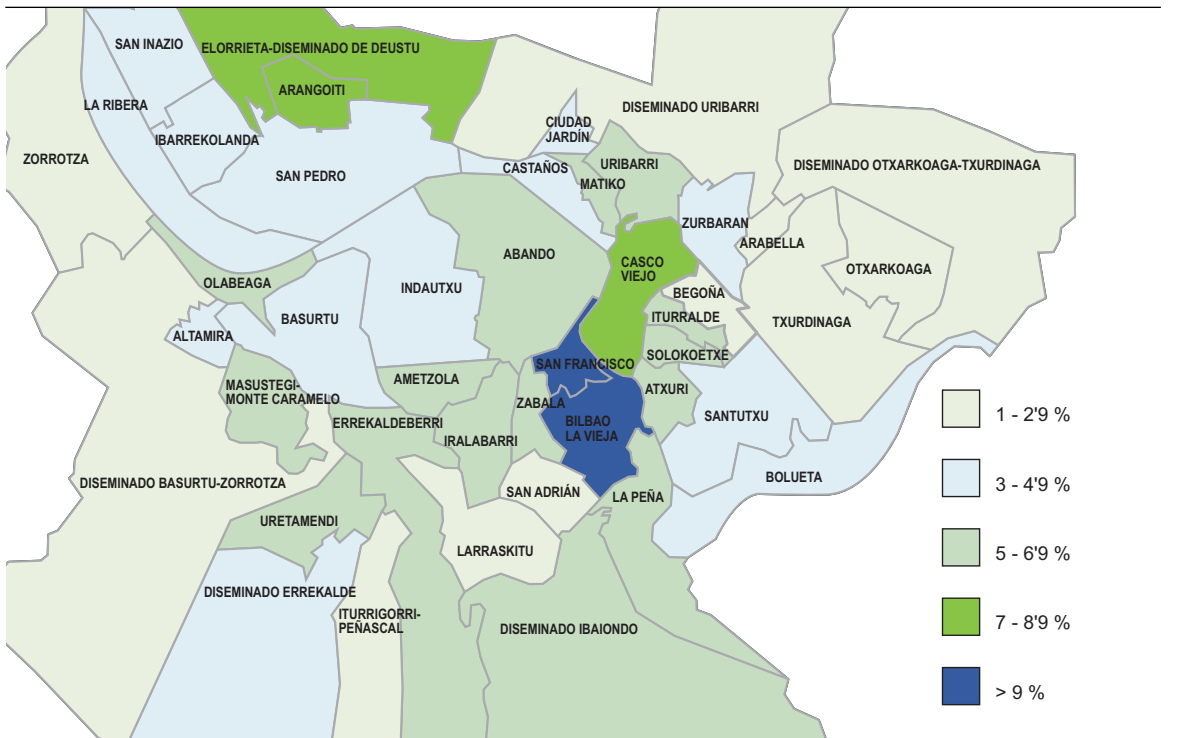 SAN INAZIO
ELORRIETA-DISEMINADO DE DEUSTU
ARANGOITI
LA RIBERA
IBARREKOLANDA
ZORROTZA
SAN PEDRO
CIUDAD
JARDÍN
DISEMINADO URIBARRI
CASTAÑOS
URIBARRI
MATIKO
DISEMINADO OTXARKOAGA-TXURDINAGA
ZURBARAN
ARABELLA
OTXARKOAGA
ABANDO
CASCO
VIEJO
OLABEAGA
INDAUTXU
BEGOÑA
BASURTU
ITURRALDE
TXURDINAGA
ALTAMIRA
SOLOKOETXE
SAN FRANCISCO
AMETZOLA
MASUSTEGI-
MONTE CARAMELO
ATXURI
ZABALA
ERREKALDEBERRI
BILBAO
LA VIEJA
SANTUTXU
IRALABARRI
BOLUETA
DISEMINADO BASURTU-ZORROTZA
SAN ADRIÁN
LA PEÑA
URETAMENDI
LARRASKITU
DISEMINADO ERREKALDE
ITURRIGORRI-
PEÑASCAL
DISEMINADO IBAIONDO
1 - 2'9 %
3 - 4'9 %
5 - 6'9 %
7 - 8'9 %
> 9 %